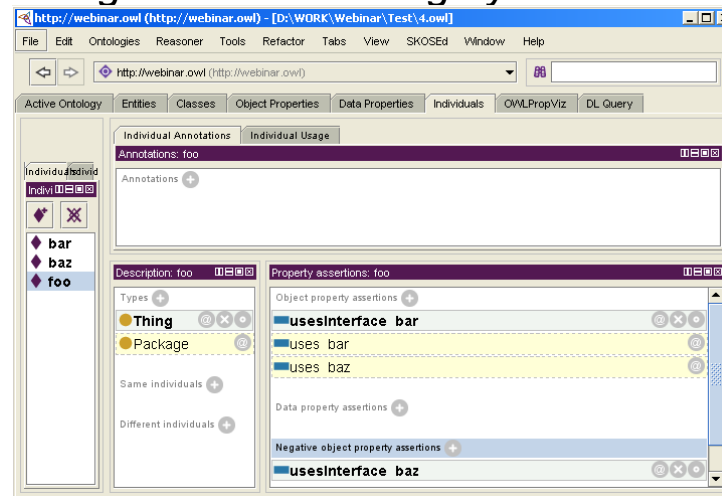 http://webinar.owl (http://webinar.owl) - [D:\WORK\Webinar\Test\4.owl]
File Edit Ontologies Reasoner Tools Refactor Tabs View SKOSEd Window Help
http://webinar.owl (http://webinar.owl)
Active Ontology Entities Classes Object Properties Data Properties Individuals OWLPropViz DL Query
Individual Annotations Individual Usage
Annotations: foo
Annotations
Individuals Individ
Indivi
bar
baz
foo
Description: foo
Types
Thing
Package
Same individuals
Different individuals
Property assertions: foo
Object property assertions
usesInterface bar
uses bar
uses baz
Data property assertions
Negative object property assertions
usesInterface baz